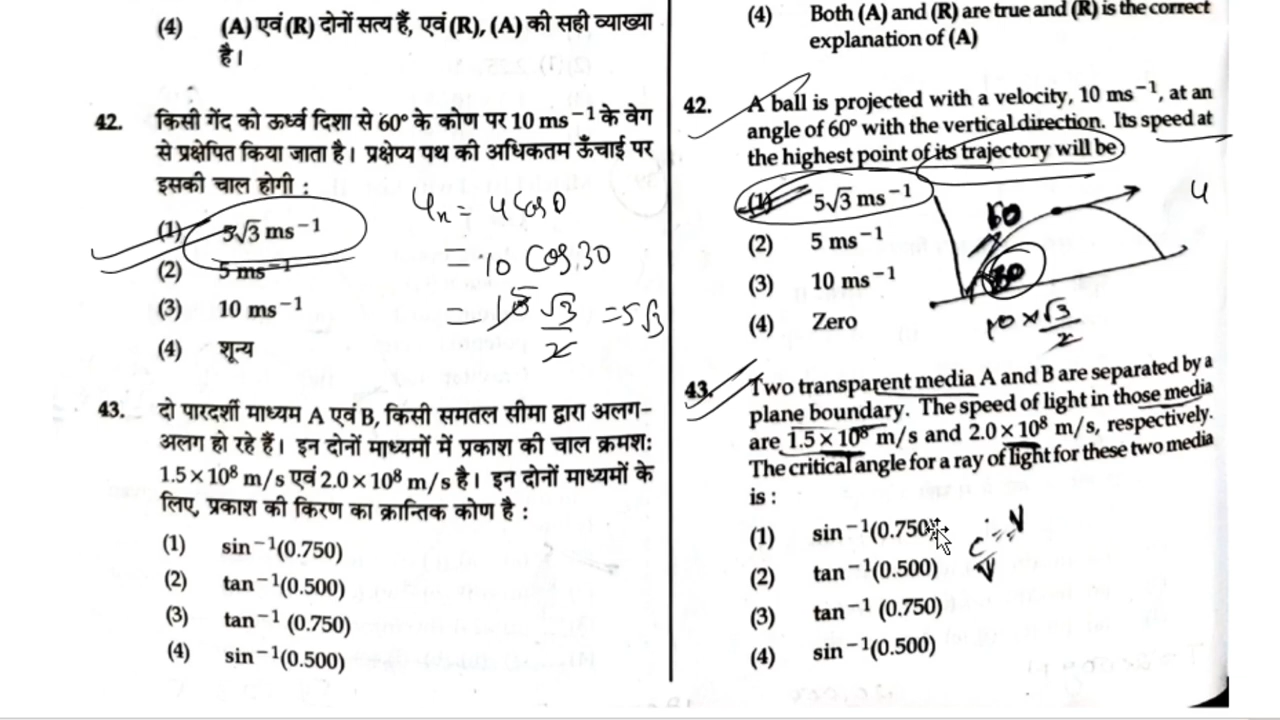 (4) (A) एवं (R) दोनों सत्य हैं, एवं (R), (A) की सही व्याख्या
है।
42. किसी गेंद को ऊर्ध्व दिशा से 60° के कोण पर 10 ms⁻¹ के वेग
से प्रक्षेपित किया जाता है। प्रक्षेप्य पथ की अधिकतम ऊँचाई पर
इसकी चाल होगी :
(1) 5√3 ms⁻¹
(2) 5 ms⁻¹
(3) 10 ms⁻¹
(4) शून्य
= 10 Cos 30
= 5√3
43. दो पारदर्शी माध्यम A एवं B, किसी समतल सीमा द्वारा अलग-
अलग हो रहे हैं। इन दोनों माध्यमों में प्रकाश की चाल क्रमशः
1.5 × 10⁸ m/s एवं 2.0 × 10⁸ m/s है। इन दोनों माध्यमों के
लिए, प्रकाश की किरण का क्रान्तिक कोण है :
(1) sin⁻¹(0.750)
(2) tan⁻¹(0.500)
(3) tan⁻¹ (0.750)
(4) sin⁻¹(0.500)
(4) Both (A) and (R) are true and (R) is the correct
explanation of (A)
42. A ball is projected with a velocity, 10 ms⁻¹, at an
angle of 60° with the vertical direction. Its speed at
the highest point of its trajectory will be
(1) 5√3 ms⁻¹
(2) 5 ms⁻¹
(3) 10 ms⁻¹
(4) Zero
60
30
10 × √3/2
43. Two transparent media A and B are separated by a
plane boundary. The speed of light in those media
are 1.5 × 10⁸ m/s and 2.0 × 10⁸ m/s, respectively.
The critical angle for a ray of light for these two media
is :
(1) sin⁻¹(0.750)
(2) tan⁻¹(0.500)
(3) tan⁻¹ (0.750)
(4) sin⁻¹(0.500)